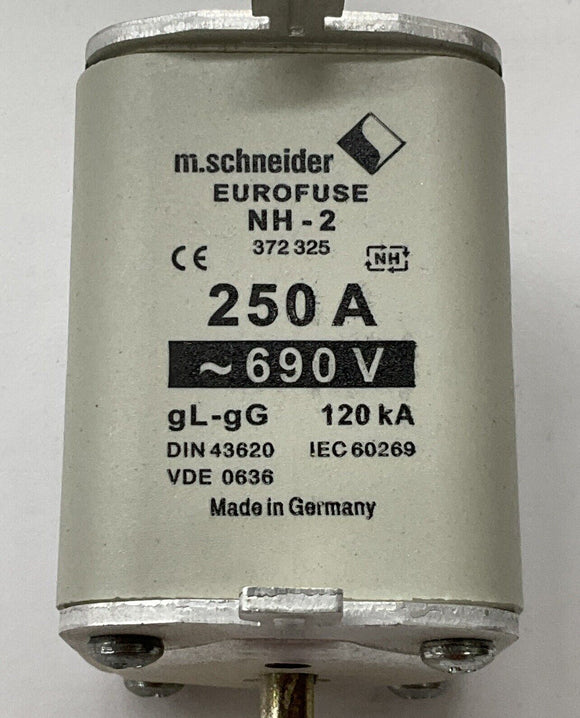 m.schneider
EUROFUSE
NH - 2
372 325
CE NH
250 A
~690 V
gL-gG 120 kA
DIN 43620 IEC 60269
VDE 0636
Made in Germany